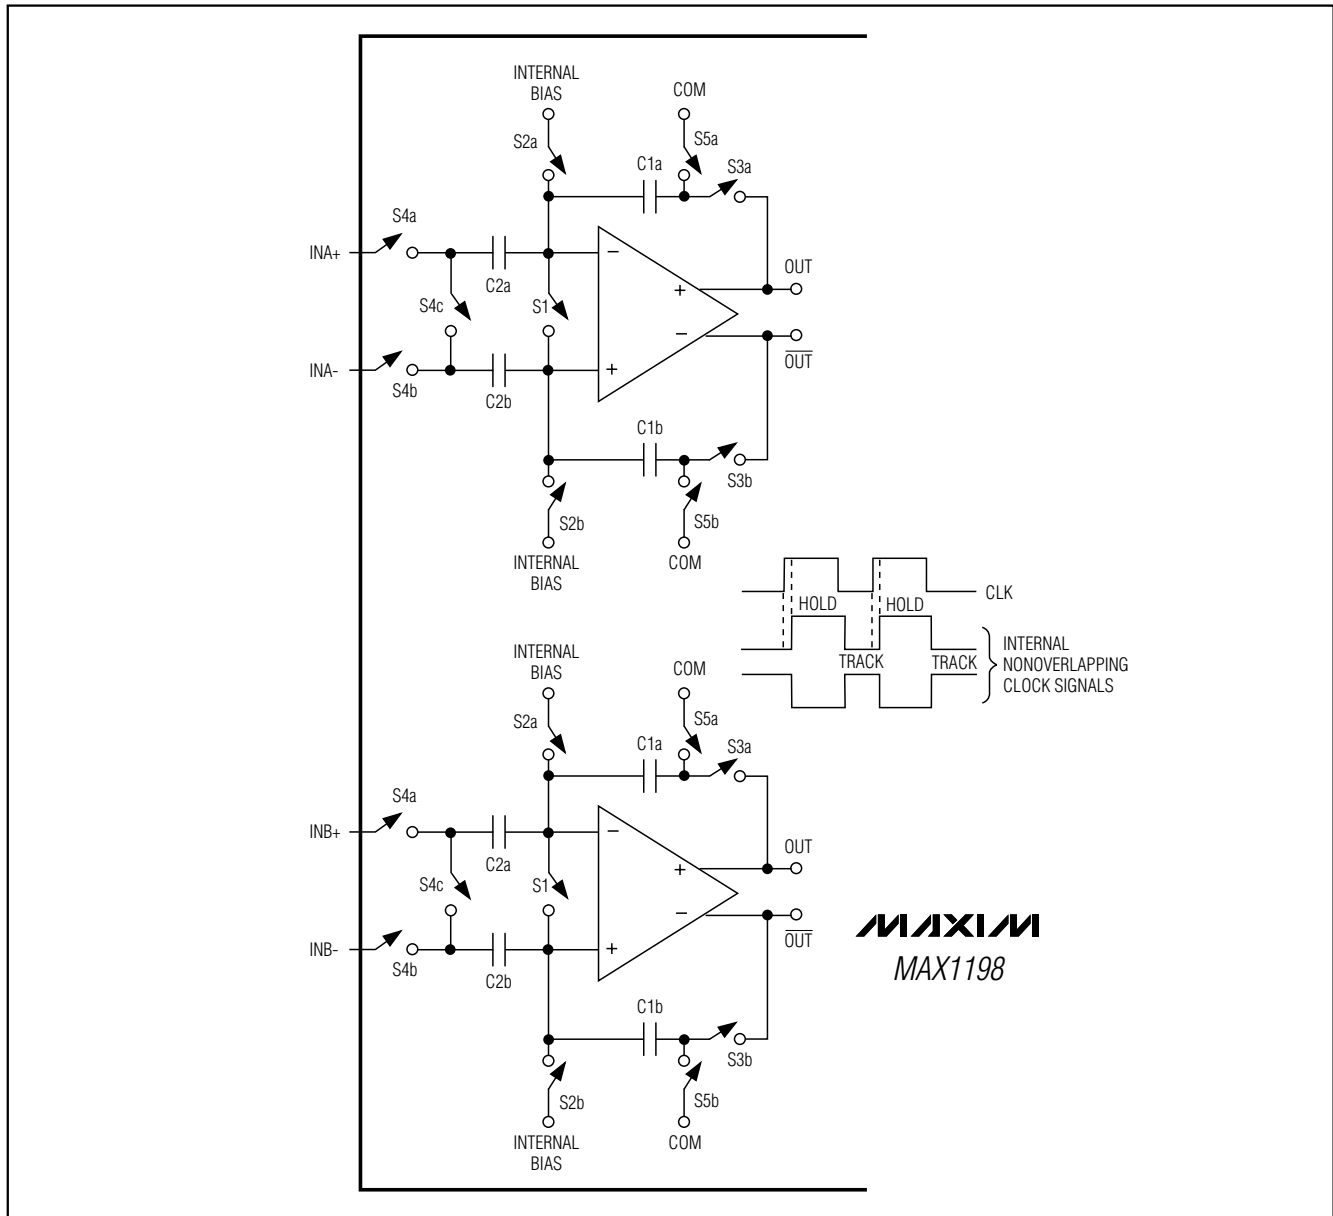 INTERNAL
BIAS
COM
S2a
S5a
C1a
S3a
S4a
INA+
−
C2a
OUT
+
S4c
S1
−
OUT
INA-
+
S4b
C2b
C1b
S3b
S2b
S5b
INTERNAL
BIAS
COM
CLK
HOLD HOLD
TRACK TRACK
INTERNAL
NONOVERLAPPING
CLOCK SIGNALS
INTERNAL
BIAS
COM
S2a
S5a
C1a
S3a
S4a
INB+
−
C2a
OUT
+
S4c
S1
−
OUT
INB-
+
S4b
C2b
MAXIM
MAX1198
C1b
S3b
S2b
S5b
INTERNAL
BIAS
COM